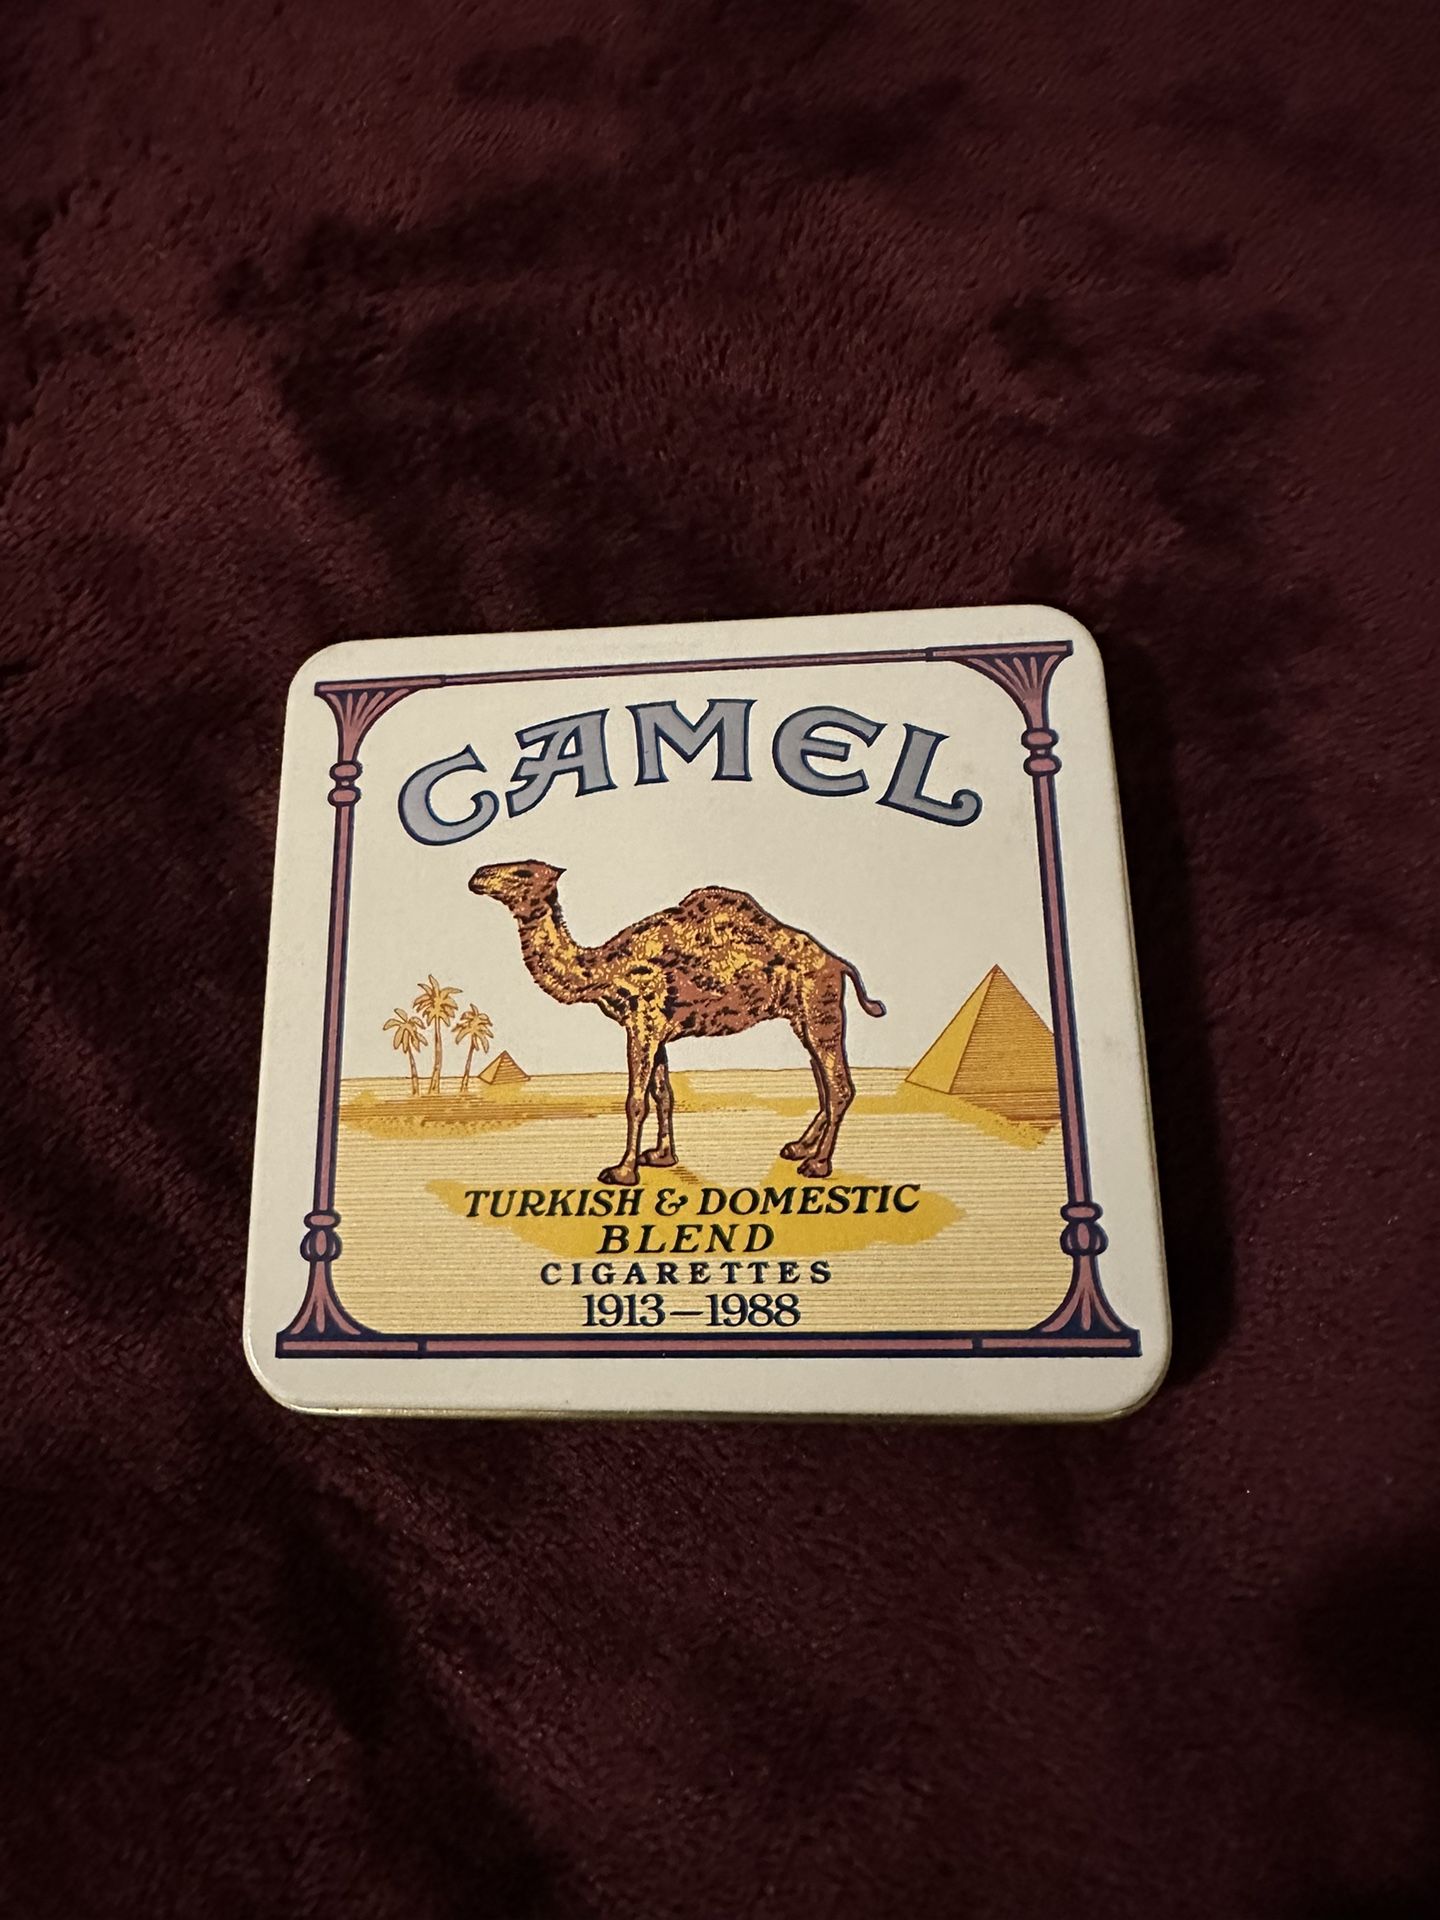 CAMEL
TURKISH & DOMESTIC
BLEND
CIGARETTES
1913–1988